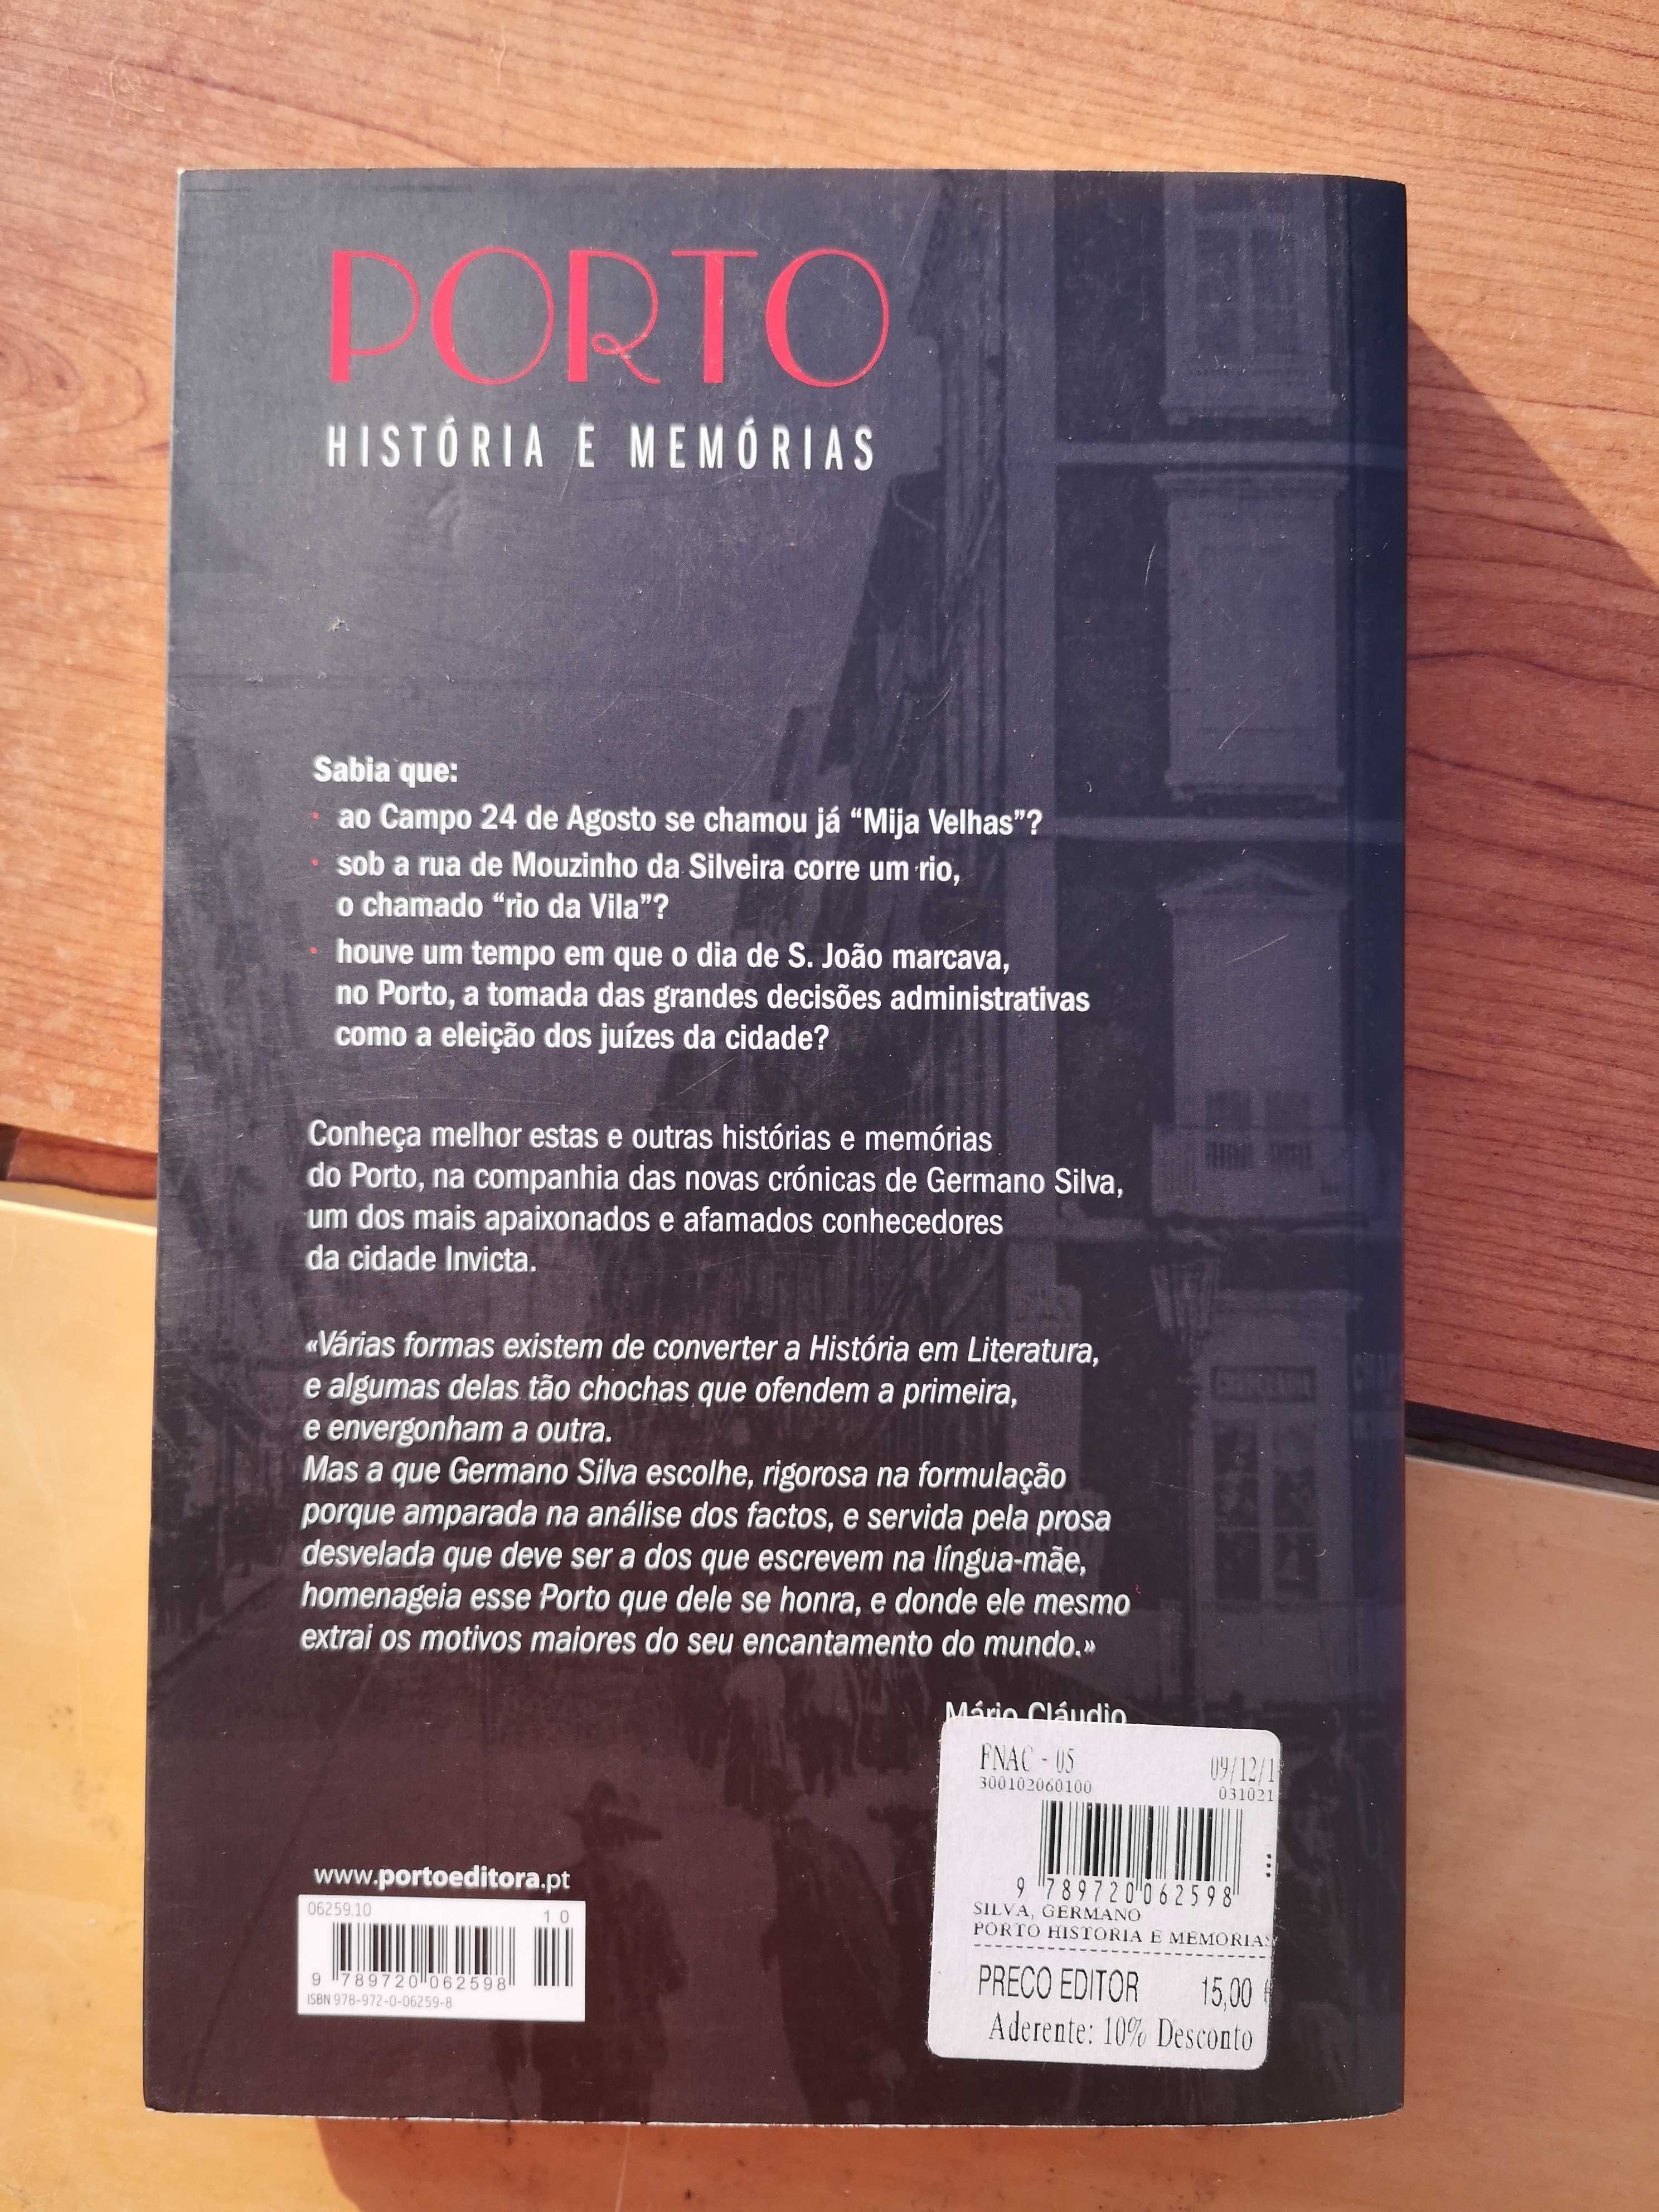 PORTO
HISTÓRIA E MEMÓRIAS
Sabia que:
· ao Campo 24 de Agosto se chamou já “Mija Velhas”?
· sob a rua de Mouzinho da Silveira corre um rio,
o chamado “rio da Vila”?
· houve um tempo em que o dia de S. João marcava,
no Porto, a tomada das grandes decisões administrativas
como a eleição dos juízes da cidade?
Conheça melhor estas e outras histórias e memórias
do Porto, na companhia das novas crónicas de Germano Silva,
um dos mais apaixonados e afamados conhecedores
da cidade Invicta.
«Várias formas existem de converter a História em Literatura,
e algumas delas tão chochas que ofendem a primeira,
e envergonham a outra.
Mas a que Germano Silva escolhe, rigorosa na formulação
porque amparada na análise dos factos, e servida pela prosa
desvelada que deve ser a dos que escrevem na língua-mãe,
homenageia esse Porto que dele se honra, e donde ele mesmo
extrai os motivos maiores do seu encantamento do mundo.»
Mário Cláudio
FNAC - 05 09/12/1
300102060100 031021
9 789720 062598
SILVA, GERMANO
PORTO HISTORIA E MEMORIAS
PRECO EDITOR 15,00 €
Aderente: 10% Desconto
www.portoeditora.pt
06259.10 10
9 789720 062598
ISBN 978-972-0-06259-8